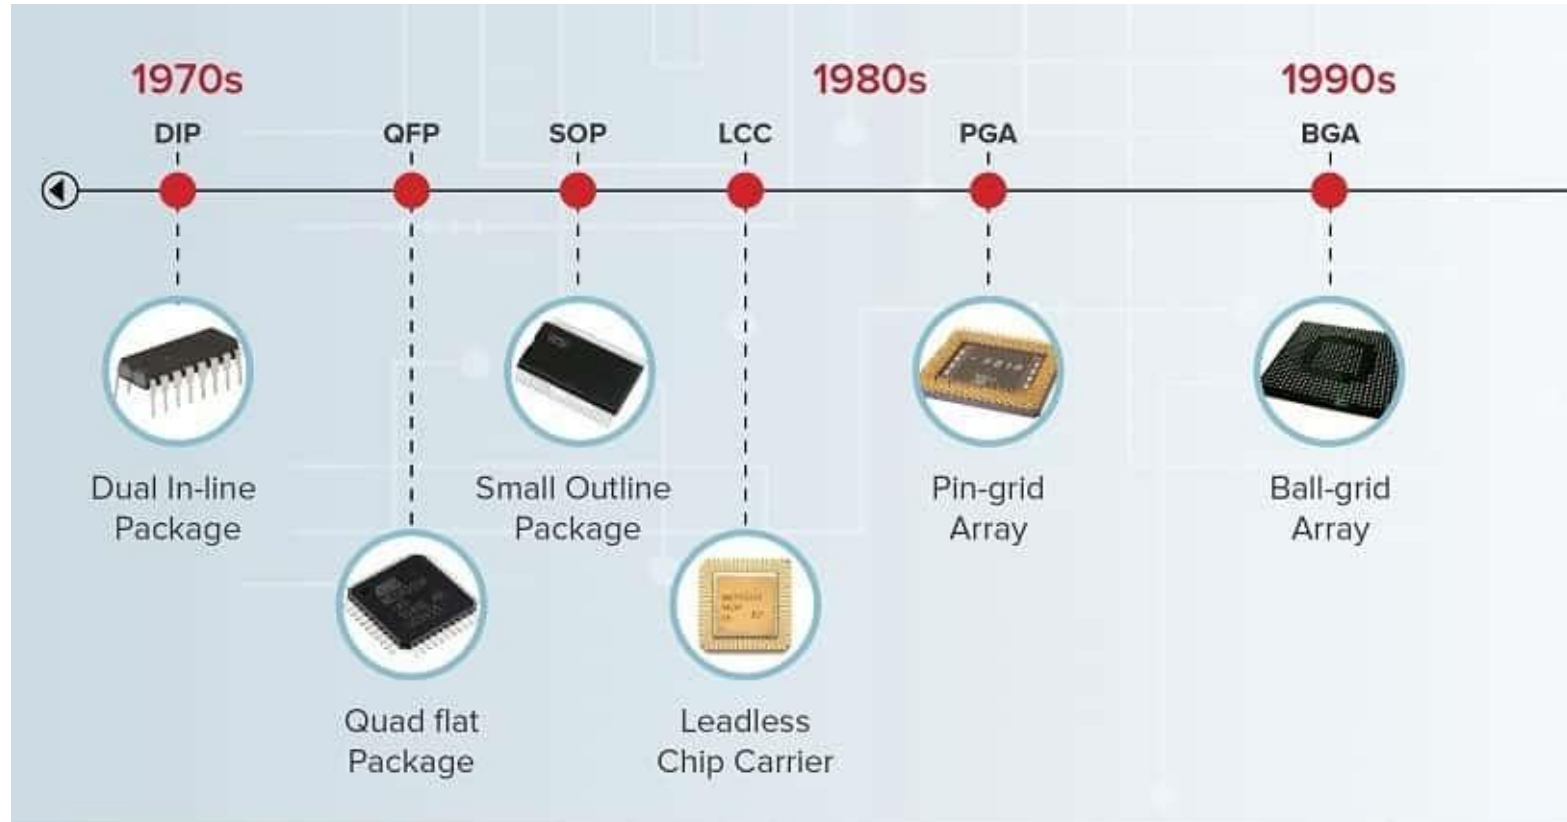 1970s
1980s
1990s
DIP
QFP
SOP
LCC
PGA
BGA
Dual In-line
Package
Small Outline
Package
Pin-grid
Array
Ball-grid
Array
Quad flat
Package
Leadless
Chip Carrier